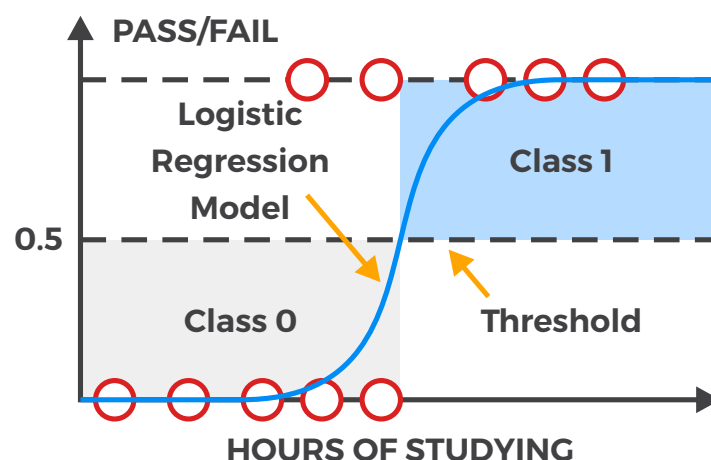 PASS/FAIL
Logistic
Regression
Model
Class 1
0.5
Class 0
Threshold
HOURS OF STUDYING